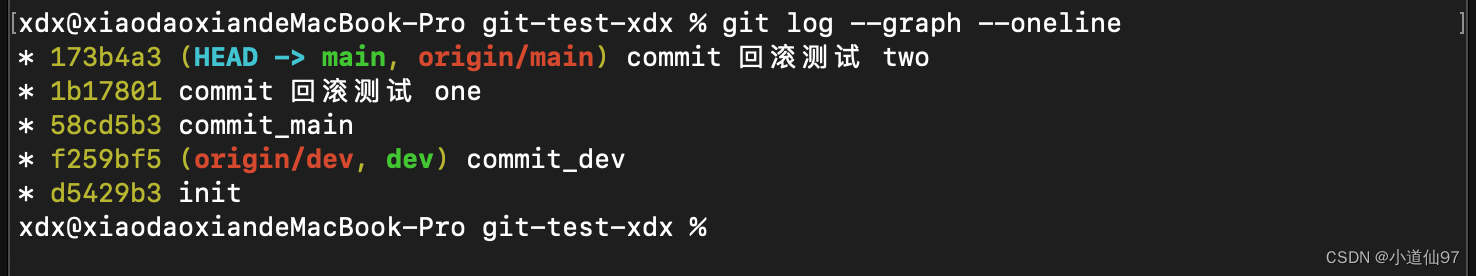 [xdx@xiaodaoxiandeMacBook-Pro git-test-xdx % git log --graph --oneline ]
* 173b4a3 (HEAD -> main, origin/main) commit 回滚测试 two
* 1b17801 commit 回滚测试 one
* 58cd5b3 commit_main
* f259bf5 (origin/dev, dev) commit_dev
* d5429b3 init
xdx@xiaodaoxiandeMacBook-Pro git-test-xdx %
CSDN @小道仙97